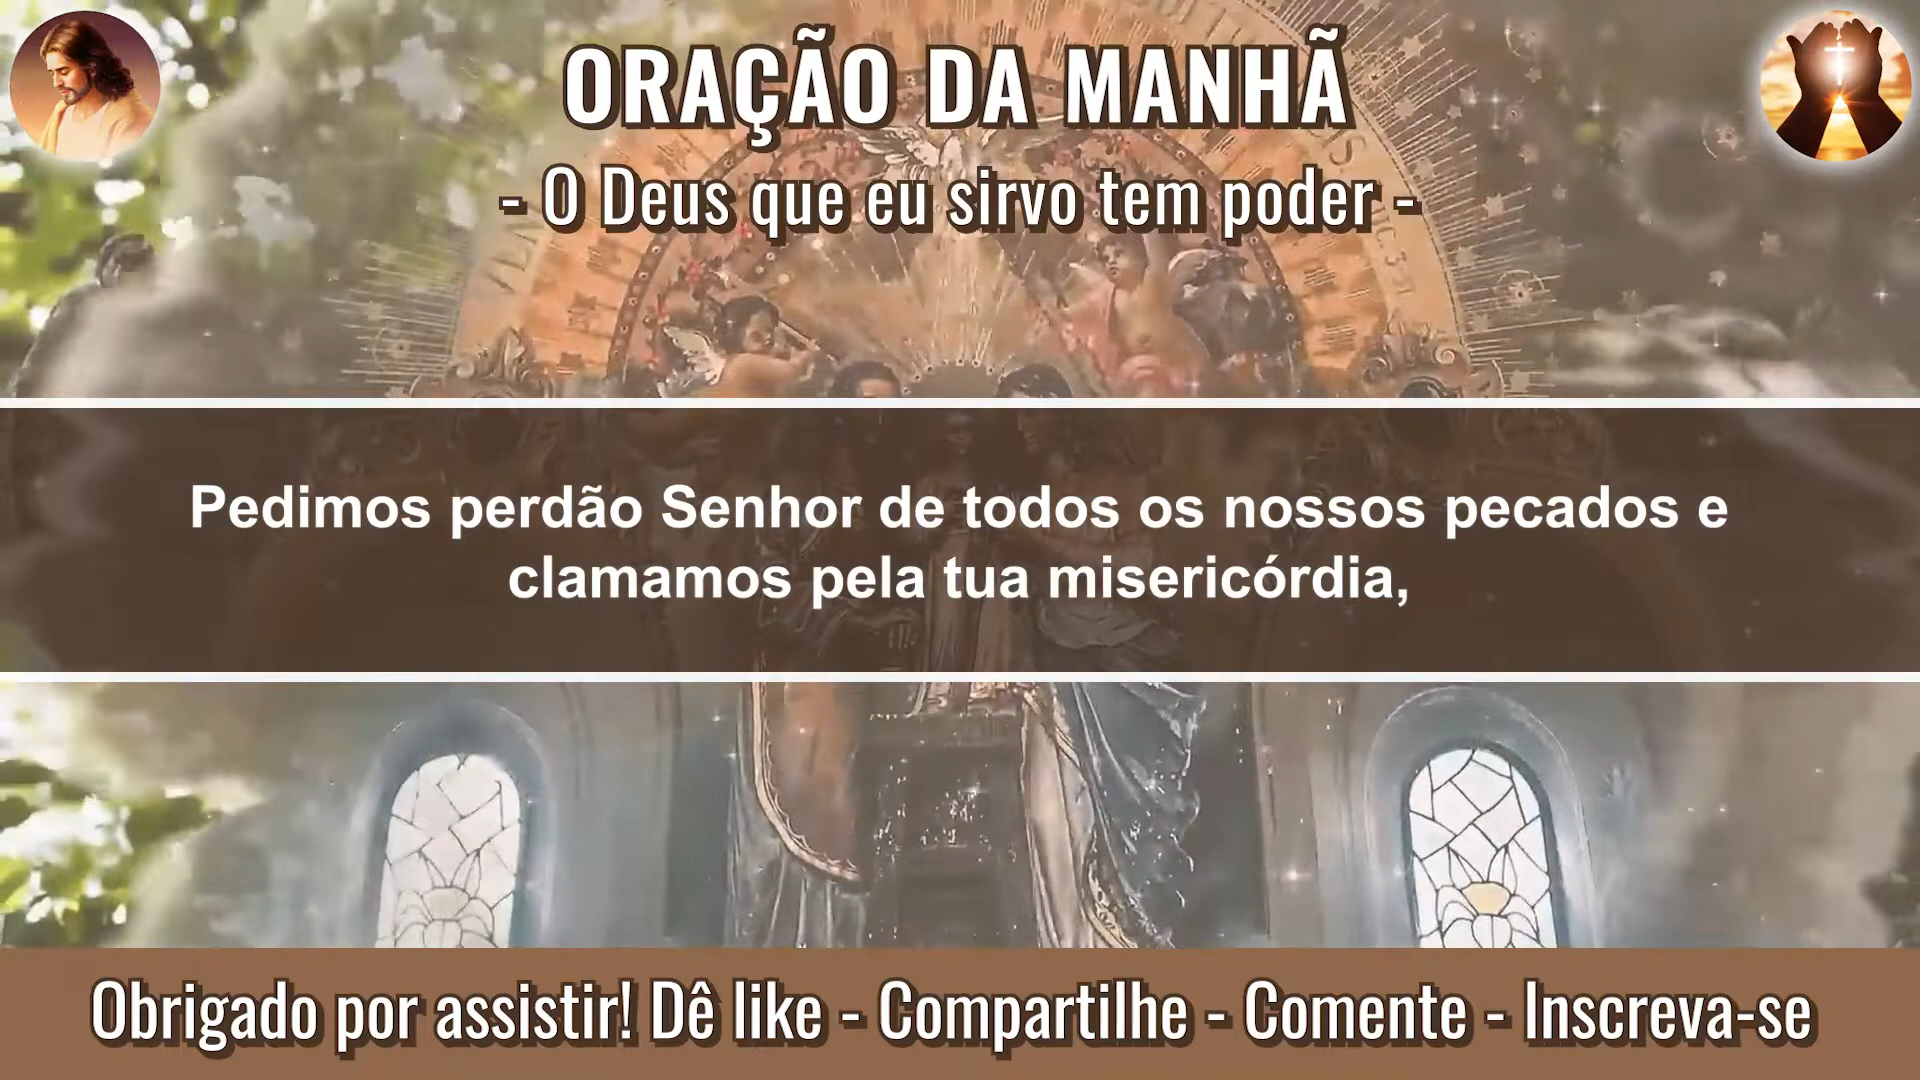 ORAÇÃO DA MANHÃ
- O Deus que eu sirvo tem poder -
Pedimos perdão Senhor de todos os nossos pecados e
clamamos pela tua misericórdia,
Obrigado por assistir! Dê like - Compartilhe - Comente - Inscreva-se